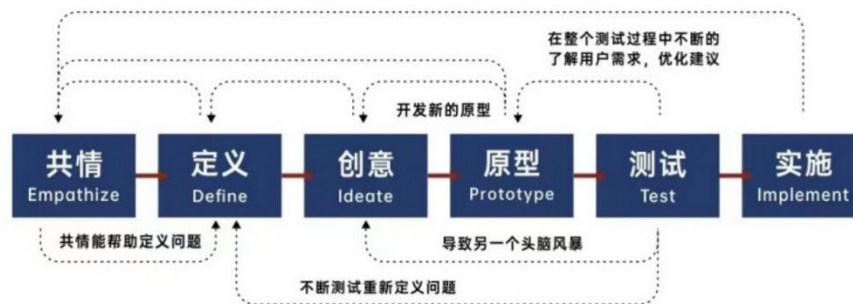 在整个测试过程中不断的
了解用户需求，优化建议
开发新的原型
共情
Empathize
定义
Define
创意
Ideate
原型
Prototype
测试
Test
实施
Implement
共情能帮助定义问题
导致另一个头脑风暴
不断测试重新定义问题